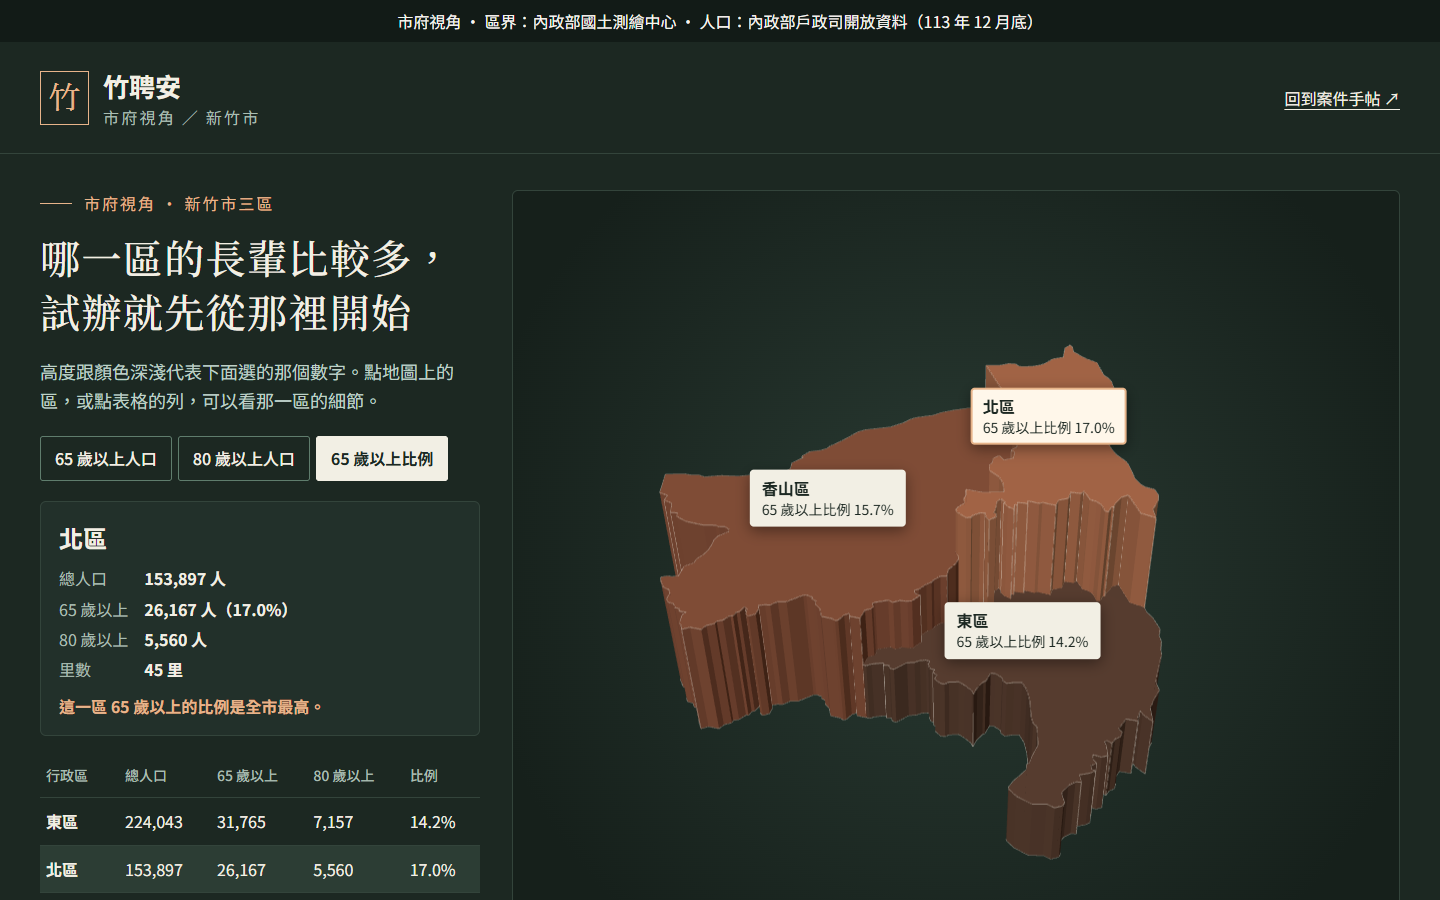 市府視角 • 區界：內政部國土測繪中心 • 人口：內政部戶政司開放資料（113 年 12 月底）
竹
竹聘安
市府視角 ／ 新竹市
回到案件手帖 ↗
市府視角 • 新竹市三區
哪一區的長輩比較多，
試辦就先從那裡開始
高度跟顏色深淺代表下面選的那個數字。點地圖上的
區，或點表格的列，可以看那一區的細節。
65 歲以上人口 80 歲以上人口 65 歲以上比例
北區
總人口 153,897 人
65 歲以上 26,167 人（17.0%）
80 歲以上 5,560 人
里數 45 里
這一區 65 歲以上的比例是全市最高。
行政區 總人口 65 歲以上 80 歲以上 比例
東區 224,043 31,765 7,157 14.2%
北區 153,897 26,167 5,560 17.0%
北區
65 歲以上比例 17.0%
香山區
65 歲以上比例 15.7%
東區
65 歲以上比例 14.2%